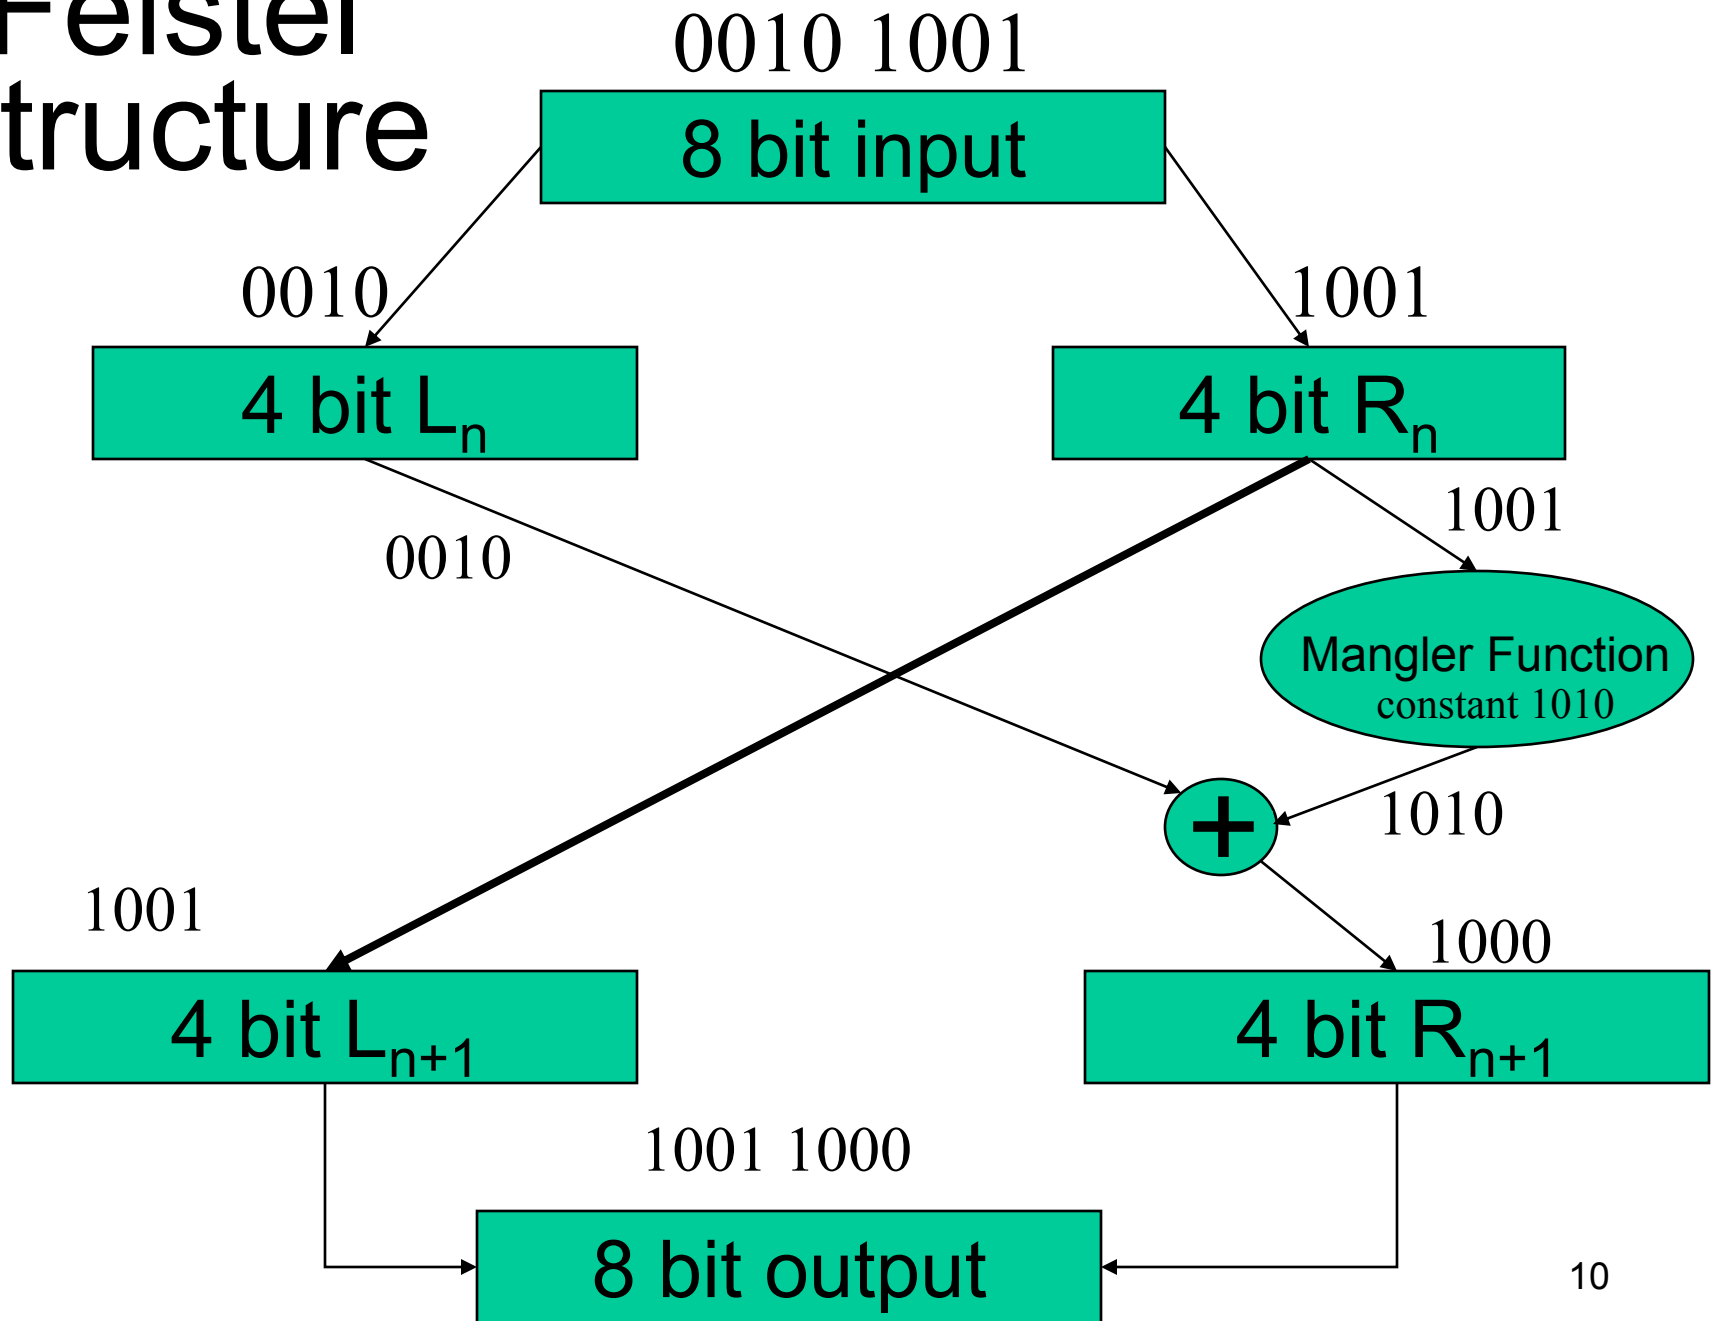 Feistel
tructure
0010 1001
8 bit input
0010
1001
4 bit Ln
4 bit Rn
1001
0010
Mangler Function
constant 1010
+
1010
1001
1000
4 bit Ln+1
4 bit Rn+1
1001 1000
8 bit output
10